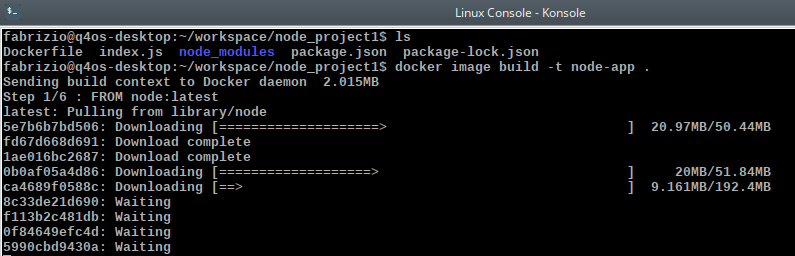 Linux Console - Konsole
fabrizio@q4os-desktop:~/workspace/node_project1$ ls
Dockerfile  index.js  node_modules  package.json  package-lock.json
fabrizio@q4os-desktop:~/workspace/node_project1$ docker image build -t node-app .
Sending build context to Docker daemon  2.015MB
Step 1/6 : FROM node:latest
latest: Pulling from library/node
5e7b6b7bd506: Downloading [====================>                              ]  20.97MB/50.44MB
fd67d668d691: Download complete
1ae016bc2687: Download complete
0b0af05a4d86: Downloading [===================>                               ]     20MB/51.84MB
ca4689f0588c: Downloading [==>                                                ]  9.161MB/192.4MB
8c33de21d690: Waiting
f113b2c481db: Waiting
0f84649efc4d: Waiting
5990cbd9430a: Waiting